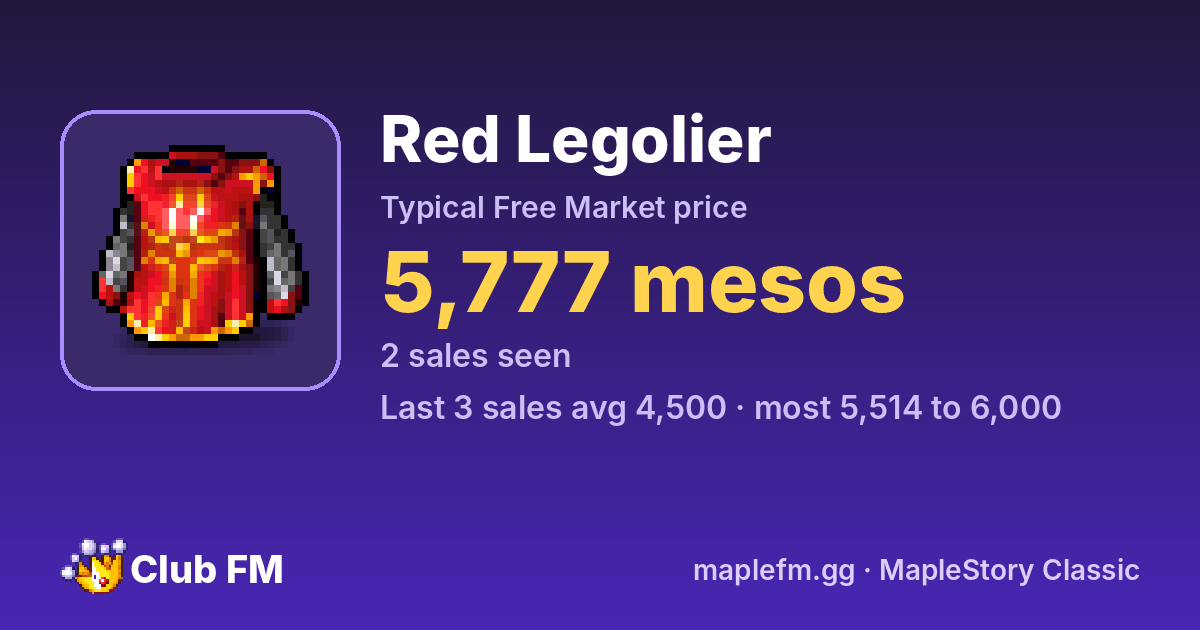 Red Legolier
Typical Free Market price
5,777 mesos
2 sales seen
Last 3 sales avg 4,500 · most 5,514 to 6,000
Club FM
maplefm.gg · MapleStory Classic